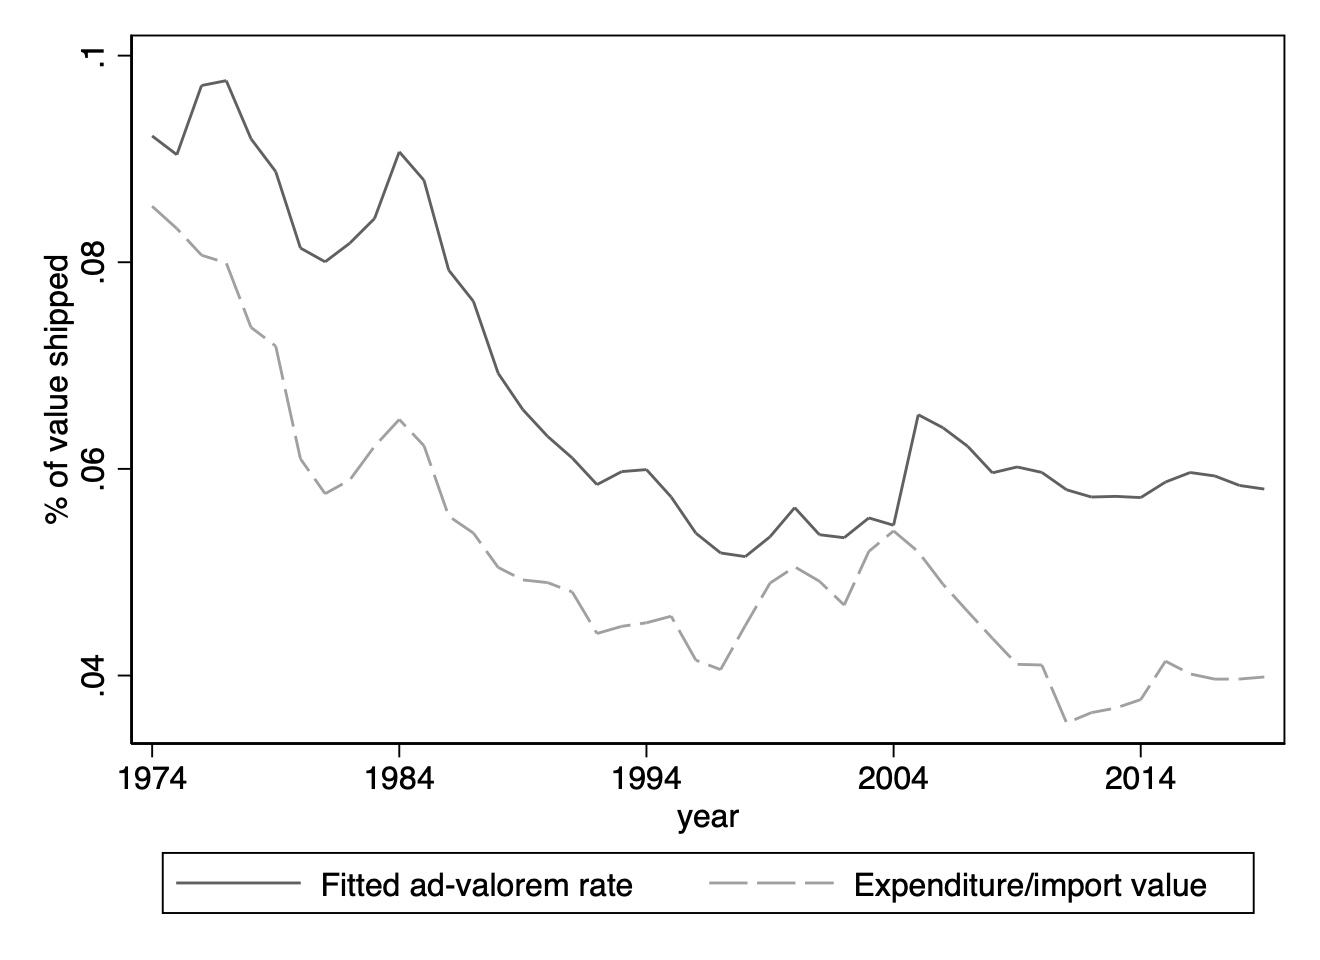 .1
.08
.06
.04
% of value shipped
1974 1984 1994 2004 2014
year
Fitted ad-valorem rate Expenditure/import value